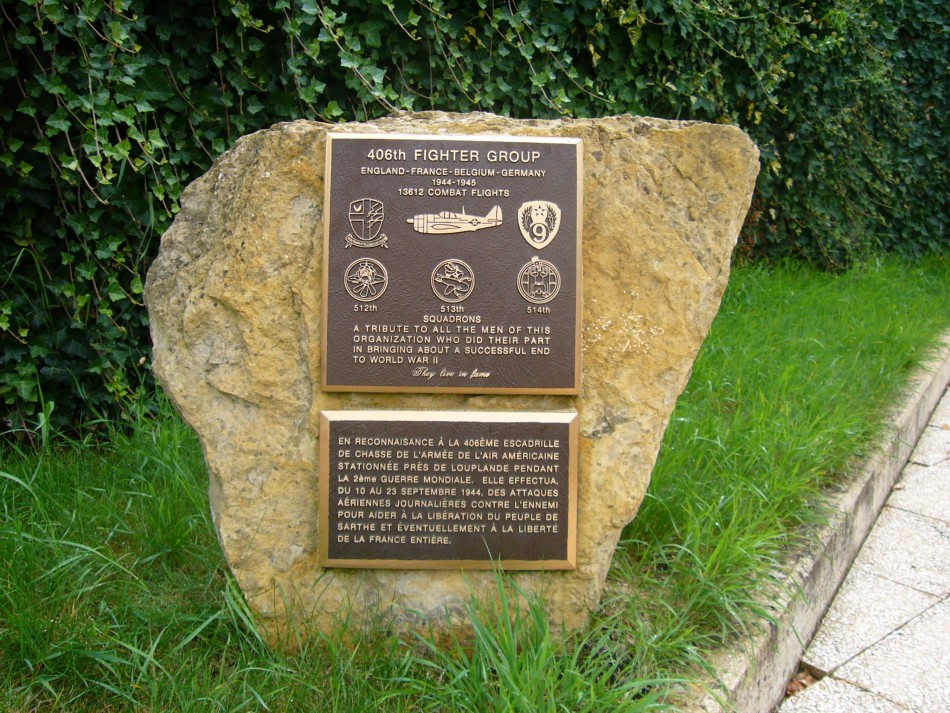 406th FIGHTER GROUP
ENGLAND-FRANCE-BELGIUM-GERMANY
1944-1945
13612 COMBAT FLIGHTS
9
512th 513th 514th
SQUADRONS
A TRIBUTE TO ALL THE MEN OF THIS
ORGANIZATION WHO DID THEIR PART
IN BRINGING ABOUT A SUCCESSFUL END
TO WORLD WAR II
They live in fame
EN RECONNAISANCE À LA 406ÈME ESCADRILLE
DE CHASSE DE L'ARMÉE DE L'AIR AMÉRICAINE
STATIONNÉE PRÈS DE LOUPLANDE PENDANT
LA 2ème GUERRE MONDIALE. ELLE EFFECTUA,
DU 10 AU 23 SEPTEMBRE 1944, DES ATTAQUES
AÉRIENNES JOURNALIÈRES CONTRE L'ENNEMI
POUR AIDER À LA LIBÉRATION DU PEUPLE DE
SARTHE ET ÉVENTUELLEMENT À LA LIBERTÉ
DE LA FRANCE ENTIÈRE.